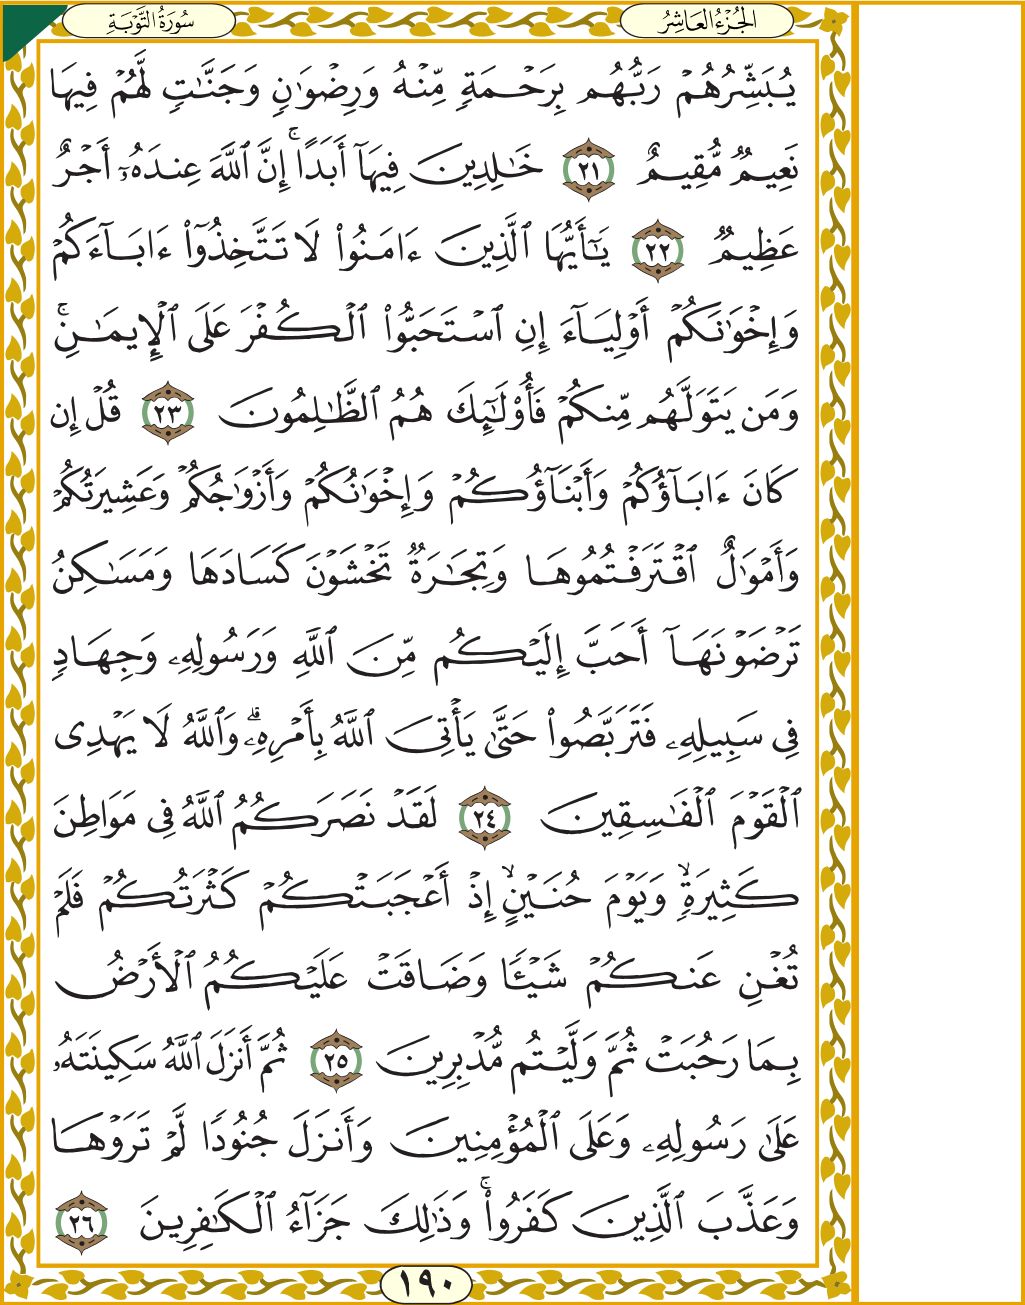 سُورَةُ التَّوْبَةِ
الجُزْءُ العَاشِرُ
يُبَشِّرُهُمْ رَبُّهُم بِرَحْمَةٍ مِّنْهُ وَرِضْوَٰنٍ وَجَنَّٰتٍ لَّهُمْ فِيهَا
نَعِيمٌ مُّقِيمٌ ٢١ خَٰلِدِينَ فِيهَآ أَبَدًا ۚ إِنَّ ٱللَّهَ عِندَهُۥٓ أَجْرٌ
عَظِيمٌ ٢٢ يَٰٓأَيُّهَا ٱلَّذِينَ ءَامَنُوا۟ لَا تَتَّخِذُوٓا۟ ءَابَآءَكُمْ
وَإِخْوَٰنَكُمْ أَوْلِيَآءَ إِنِ ٱسْتَحَبُّوا۟ ٱلْكُفْرَ عَلَى ٱلْإِيمَٰنِ ۚ
وَمَن يَتَوَلَّهُم مِّنكُمْ فَأُو۟لَٰٓئِكَ هُمُ ٱلظَّٰلِمُونَ ٢٣ قُلْ إِن
كَانَ ءَابَآؤُكُمْ وَأَبْنَآؤُكُمْ وَإِخْوَٰنُكُمْ وَأَزْوَٰجُكُمْ وَعَشِيرَتُكُمْ
وَأَمْوَٰلٌ ٱقْتَرَفْتُمُوهَا وَتِجَٰرَةٌ تَخْشَوْنَ كَسَادَهَا وَمَسَٰكِنُ
تَرْضَوْنَهَآ أَحَبَّ إِلَيْكُم مِّنَ ٱللَّهِ وَرَسُولِهِۦ وَجِهَادٍ
فِى سَبِيلِهِۦ فَتَرَبَّصُوا۟ حَتَّىٰ يَأْتِىَ ٱللَّهُ بِأَمْرِهِۦ ۗ وَٱللَّهُ لَا يَهْدِى
ٱلْقَوْمَ ٱلْفَٰسِقِينَ ٢٤ لَقَدْ نَصَرَكُمُ ٱللَّهُ فِى مَوَاطِنَ
كَثِيرَةٍ ۙ وَيَوْمَ حُنَيْنٍ ۙ إِذْ أَعْجَبَتْكُمْ كَثْرَتُكُمْ فَلَمْ
تُغْنِ عَنكُمْ شَيْـًٔا وَضَاقَتْ عَلَيْكُمُ ٱلْأَرْضُ
بِمَا رَحُبَتْ ثُمَّ وَلَّيْتُم مُّدْبِرِينَ ٢٥ ثُمَّ أَنزَلَ ٱللَّهُ سَكِينَتَهُۥ
عَلَىٰ رَسُولِهِۦ وَعَلَى ٱلْمُؤْمِنِينَ وَأَنزَلَ جُنُودًا لَّمْ تَرَوْهَا
وَعَذَّبَ ٱلَّذِينَ كَفَرُوا۟ ۚ وَذَٰلِكَ جَزَآءُ ٱلْكَٰفِرِينَ ٢٦
١٩٠